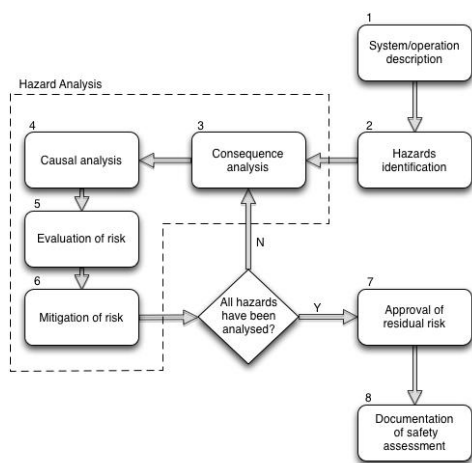 1
System/operation
description
Hazard Analysis
4
Causal analysis
3
Consequence
analysis
2
Hazards
identification
5
Evaluation of risk
N
6
Mitigation of risk
All hazards
have been
analysed?
Y
7
Approval of
residual risk
8
Documentation
of safety
assessment